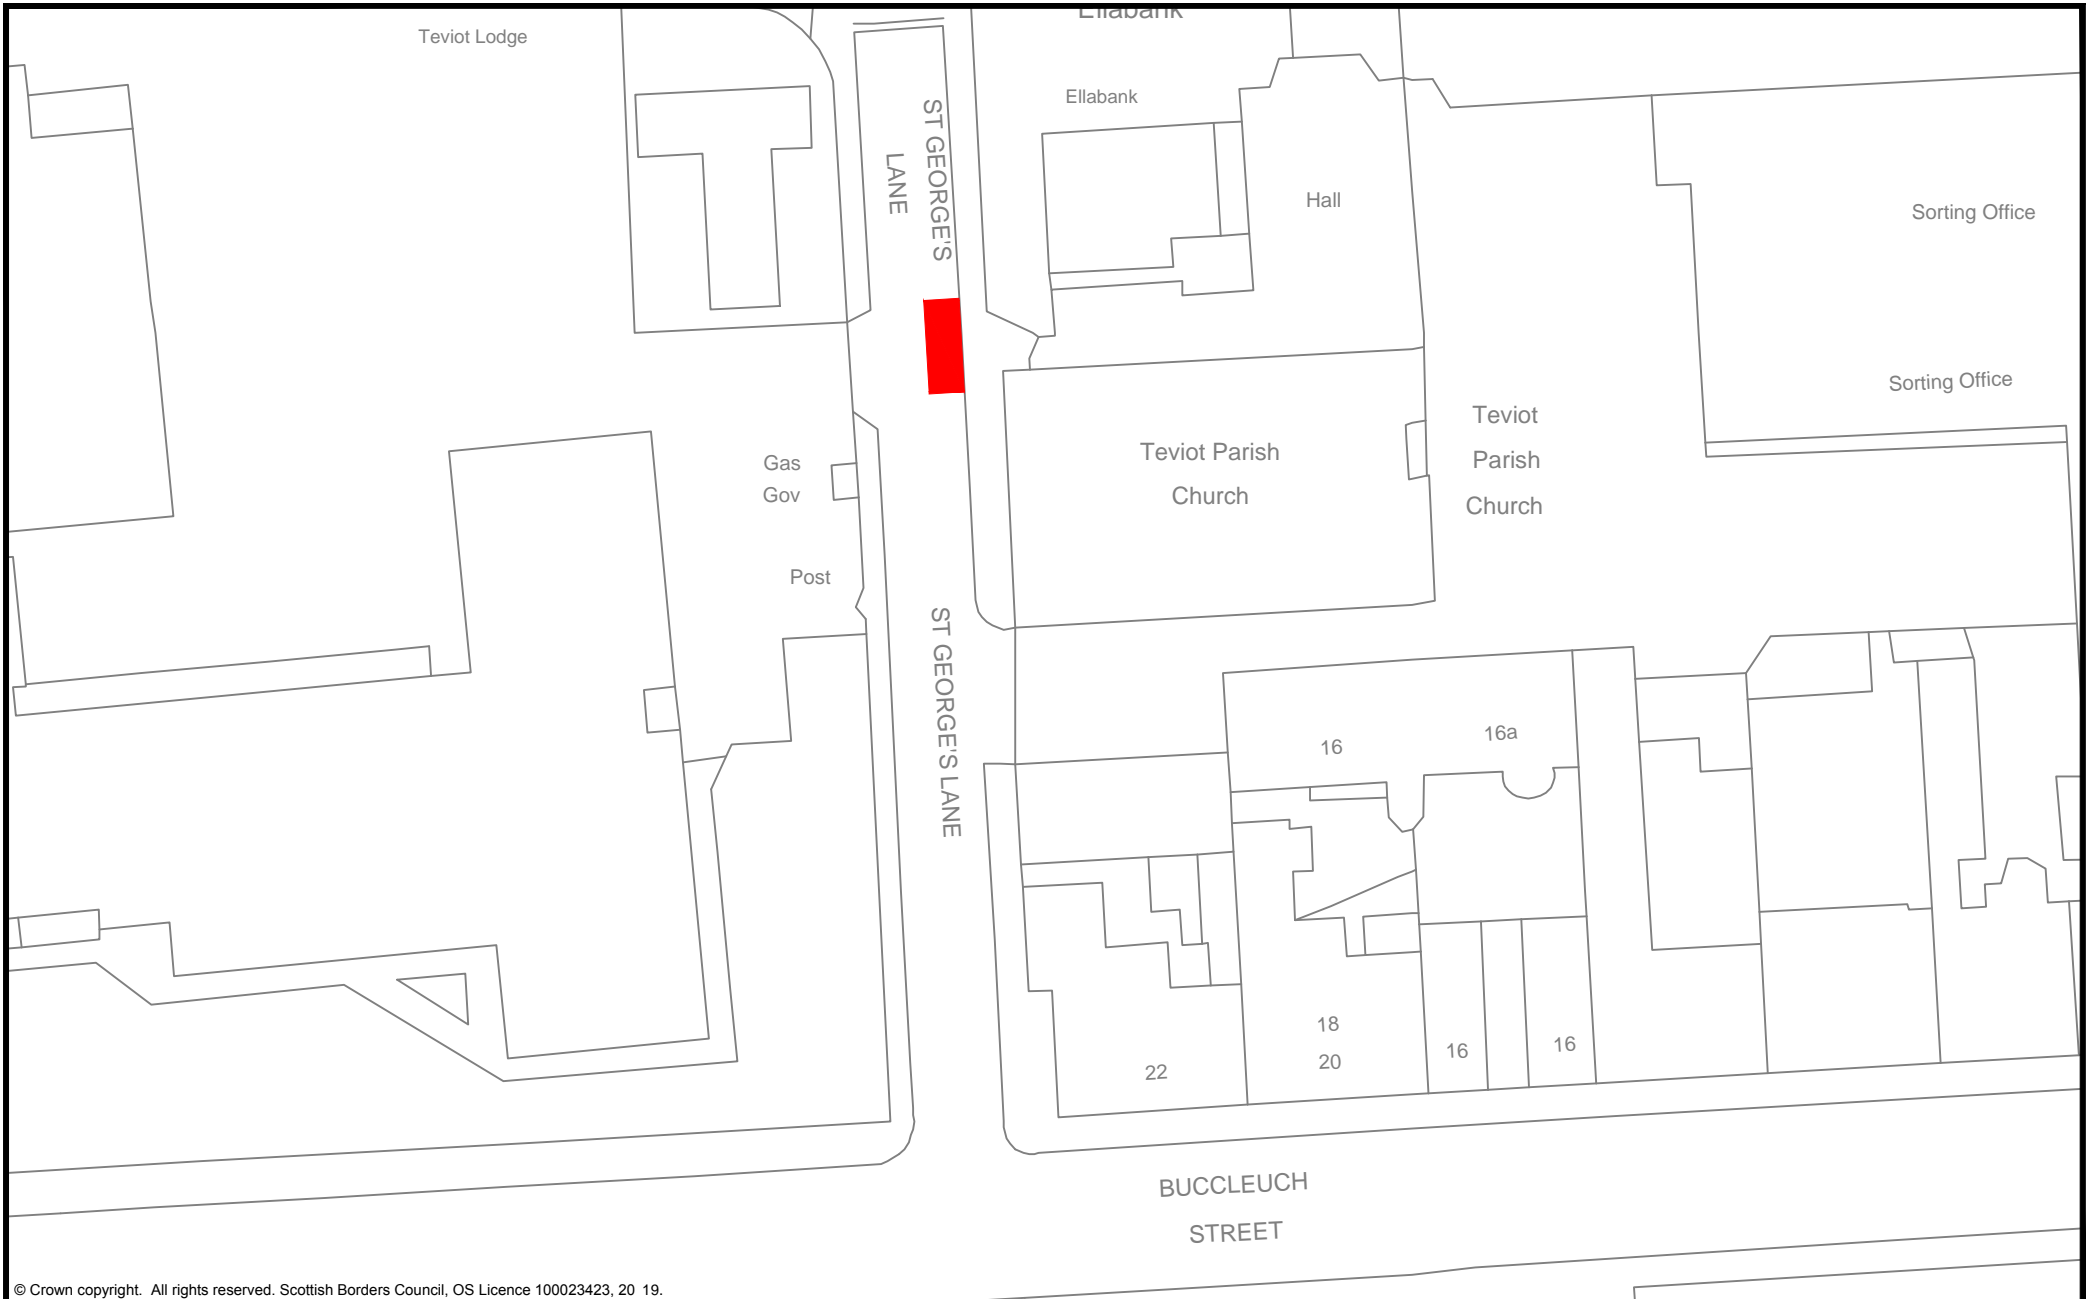 Ellabank
Teviot Lodge
Ellabank
ST GEORGE'S
LANE
Hall
Sorting Office
Sorting Office
Teviot
Parish
Church
Teviot Parish
Church
Gas
Gov
Post
ST GEORGE'S LANE
16
16a
18
20
22
16
16
BUCCLEUCH
STREET
© Crown copyright. All rights reserved. Scottish Borders Council, OS Licence 100023423, 20 19.